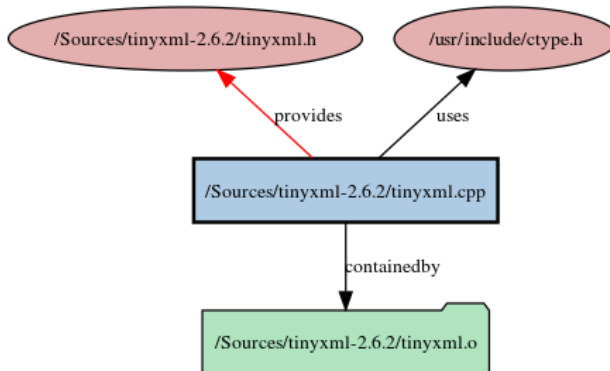 /Sources/tinyxml-2.6.2/tinyxml.h
/usr/include/ctype.h
provides
uses
/Sources/tinyxml-2.6.2/tinyxml.cpp
containedby
/Sources/tinyxml-2.6.2/tinyxml.o